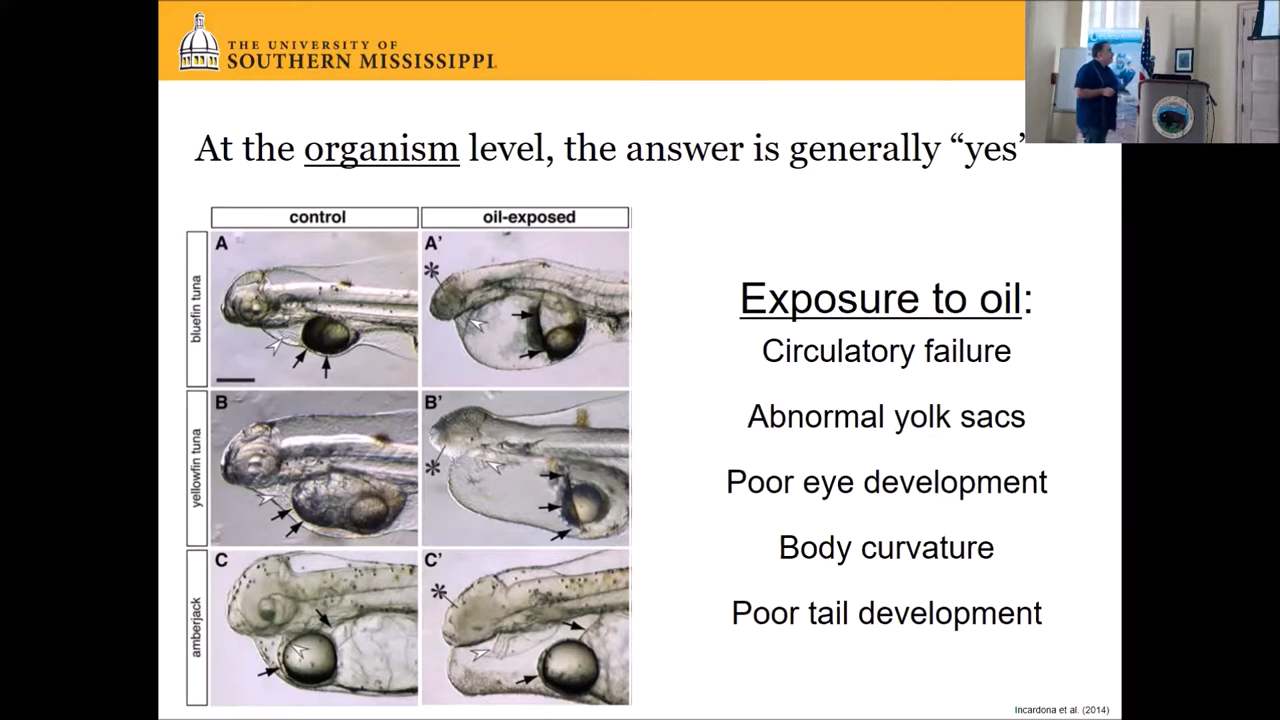 THE UNIVERSITY OF
SOUTHERN MISSISSIPPI.
At the organism level, the answer is generally “yes”
control
oil-exposed
bluefin tuna
A
A'
*
yellowfin tuna
B
B'
*
amberjack
C
C'
*
Exposure to oil:
Circulatory failure
Abnormal yolk sacs
Poor eye development
Body curvature
Poor tail development
Incardona et al. (2014)